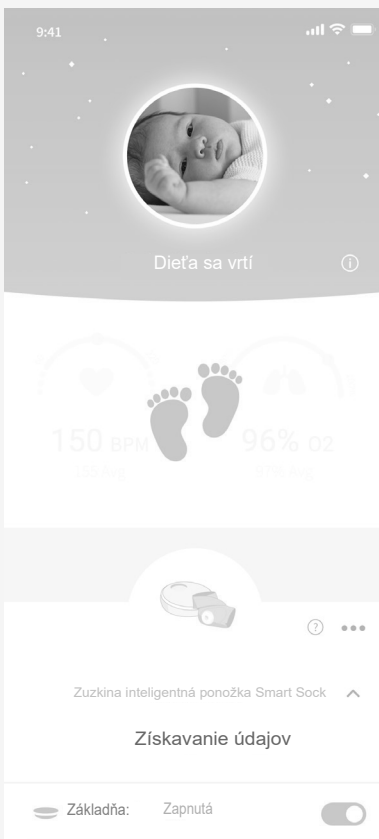 9:41
Dieťa sa vrtí
150 BPM
96% O2
Zuzkina inteligentná ponožka Smart Sock
Získavanie údajov
Základňa: Zapnutá